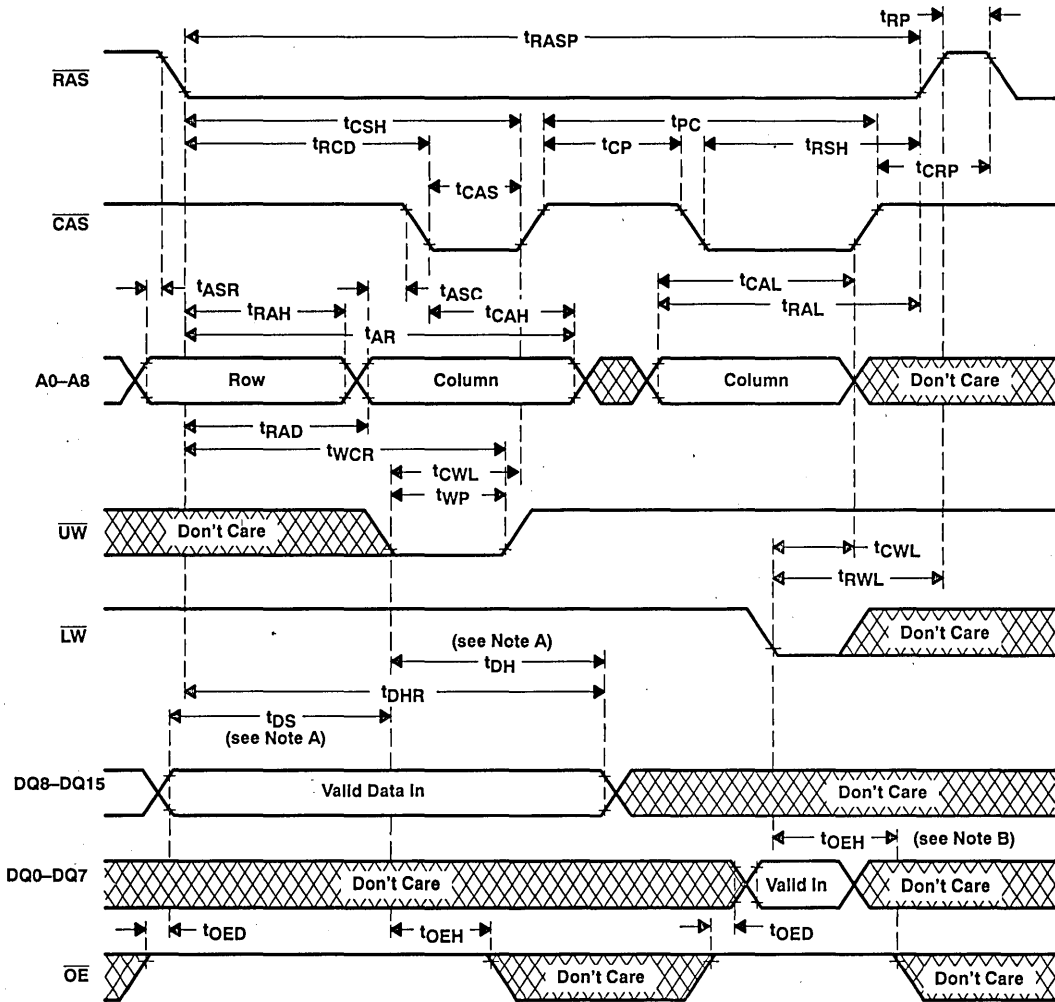 tRP
tRASP
RAS
tCSH
tPC
tRCD
tCP
tRSH
tCRP
tCAS
CAS
tASR
tASC
tCAL
tRAH
tCAH
tRAL
tAR
A0–A8
Row
Column
Column
Don't Care
tRAD
tWCR
tCWL
tWP
UW
Don't Care
tCWL
tRWL
LW
Don't Care
(see Note A)
tDH
tDHR
tDS
(see Note A)
DQ8–DQ15
Valid Data In
Don't Care
tOEH
(see Note B)
DQ0–DQ7
Don't Care
Valid In
Don't Care
tOED
tOEH
tOED
OE
Don't Care
Don't Care